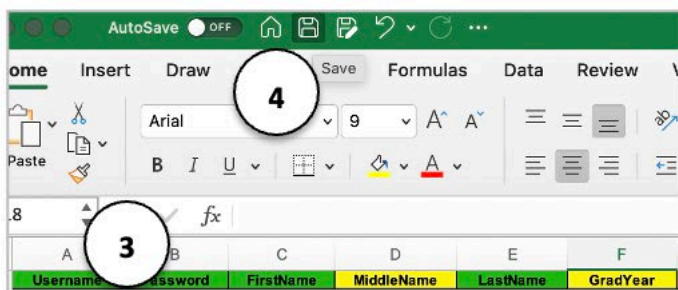 AutoSave OFF ...
ome Insert Draw Save Formulas Data Review
4
Arial 9 A A
Paste B I U A
.8 fx
3
A B C D E F
Username assword FirstName MiddleName LastName GradYear